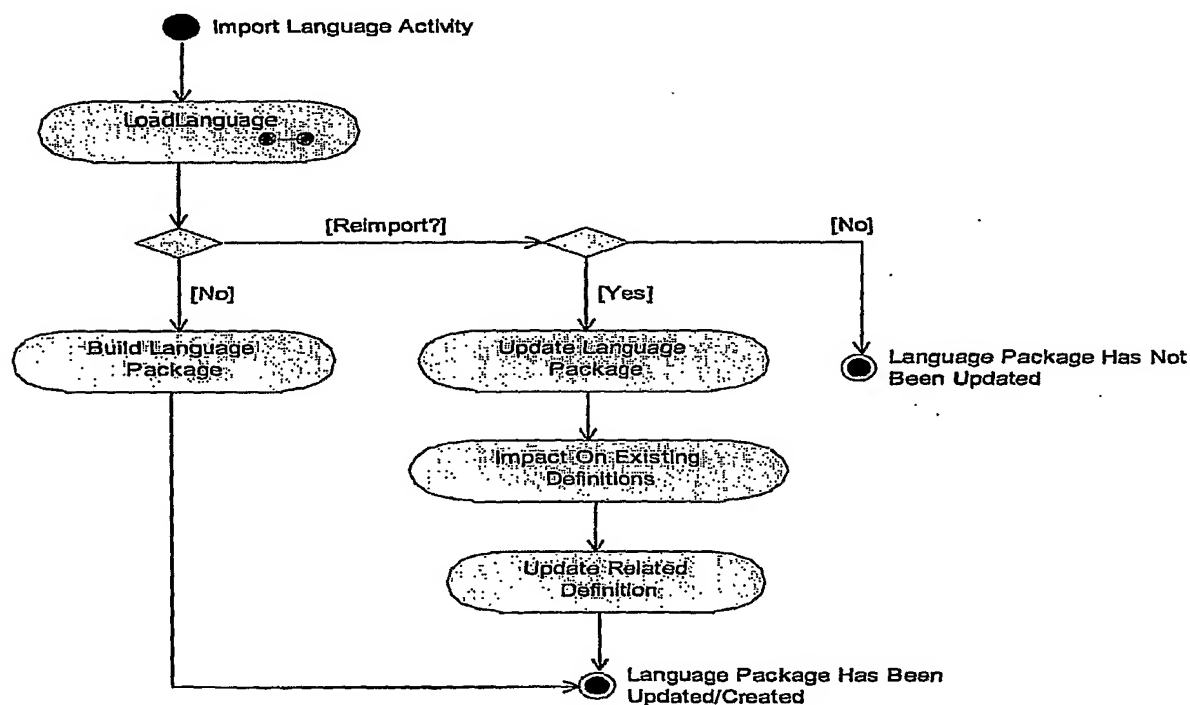 Import Language Activity
LoadLanguage
[Reimport?]
[No]
[No]
[Yes]
Build Language
Package
Update Language
Package
Language Package Has Not
Been Updated
Impact On Existing
Definitions
Update Related
Definition
Language Package Has Been
Updated/Created